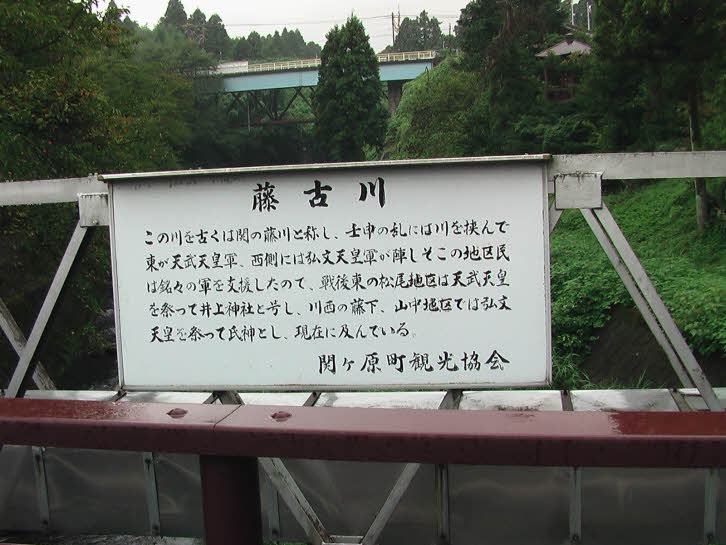 藤古川
この川を古くは関の藤川と称し、壬申の乱には川を挟んで
東が天武天皇軍、西側には弘文天皇軍が陣しそこの地区民
は銘々の軍を支援したので、戦後東の松尾地区は天武天皇
を祭って井上神社と号し、川西の藤下、山中地区では弘文
天皇を祭って氏神とし、現在に及んでいる。
関ヶ原町観光協会